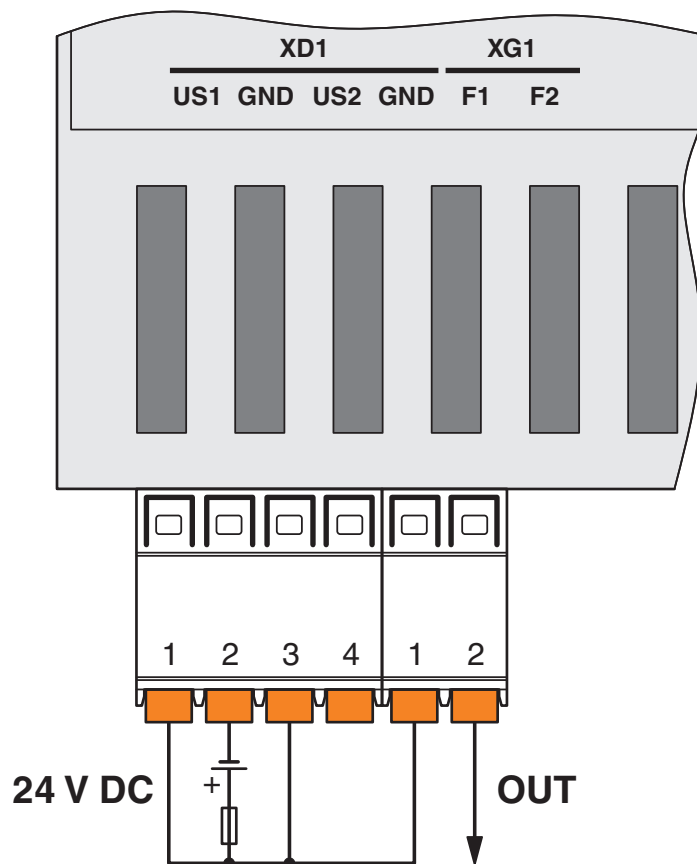 XD1 XG1
US1 GND US2 GND F1 F2
1 2 3 4 1 2
24 V DC OUT
+